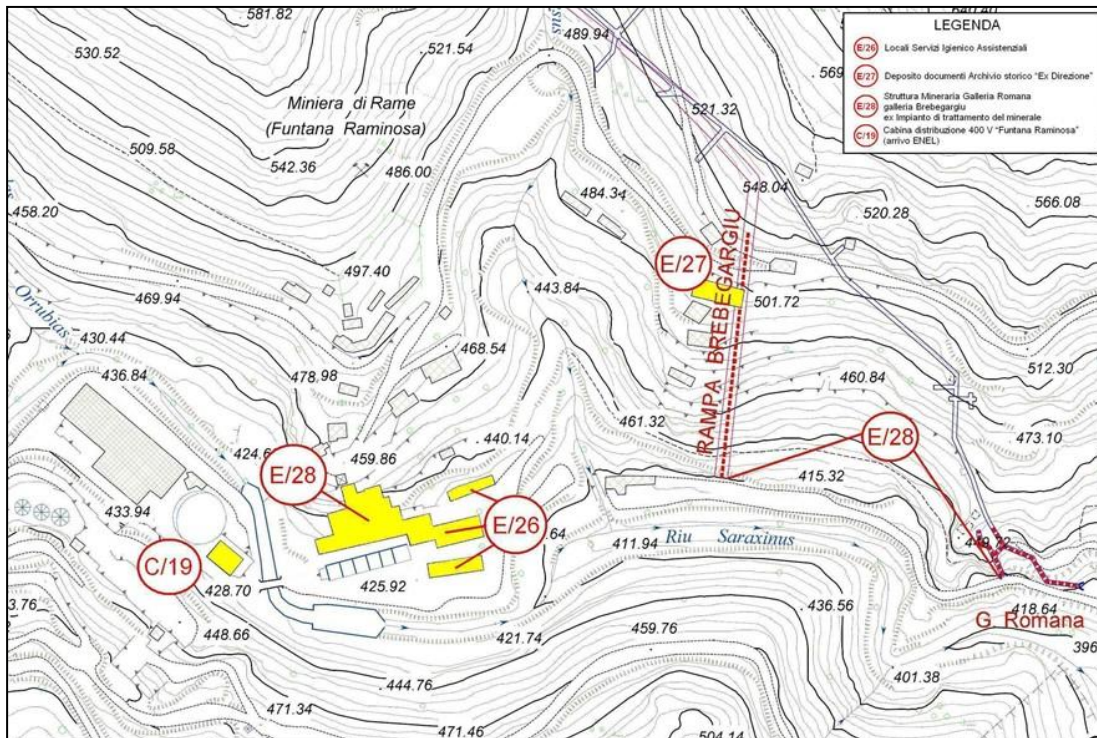 LEGENDA
E/26 Locali Servizi Igienico Assistenziali
E/27 Deposito documenti Archivio storico "Ex Direzione"
E/28 Struttura Mineraria Galleria Romana
galleria Brebegargiu
ex Impianto di trattamento del minerale
C/19 Cabina distribuzione 400 V "Funtana Raminosa"
(arrivo ENEL)
581.82
530.52
521.54
489.94
Miniera di Rame
(Funtana Raminosa)
521.32
509.58
542.36
486.00
548.04
566.08
484.34
520.28
458.20
E/27
RAMPA BREBEGARGIU
497.40
443.84
501.72
469.94
Orrubias
430.44
468.54
512.30
436.84
478.98
460.84
461.32
E/28
473.10
440.14
459.86
E/28
415.32
433.94
E/26
411.94
Riu Saraxinus
C/19
425.92
428.70
418.64
436.56
G Romana
448.66
421.74
459.76
444.76
401.38
471.34
471.46
504.14